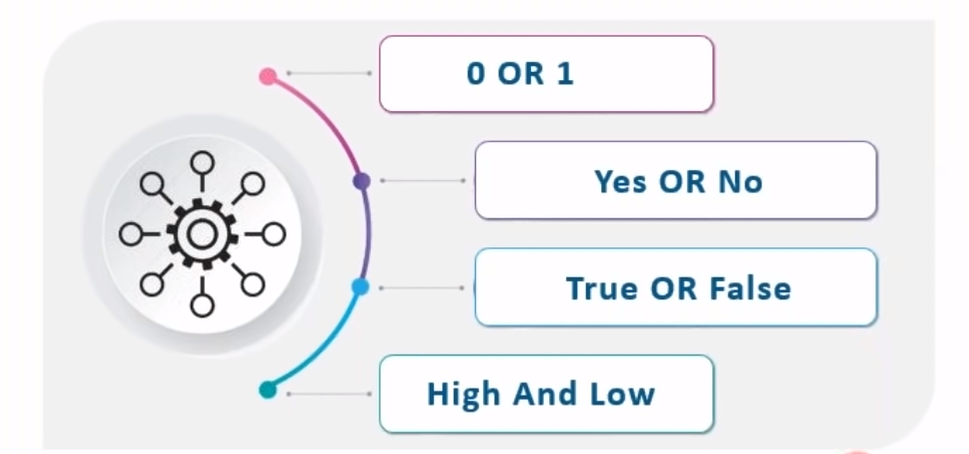 0 OR 1
Yes OR No
True OR False
High And Low